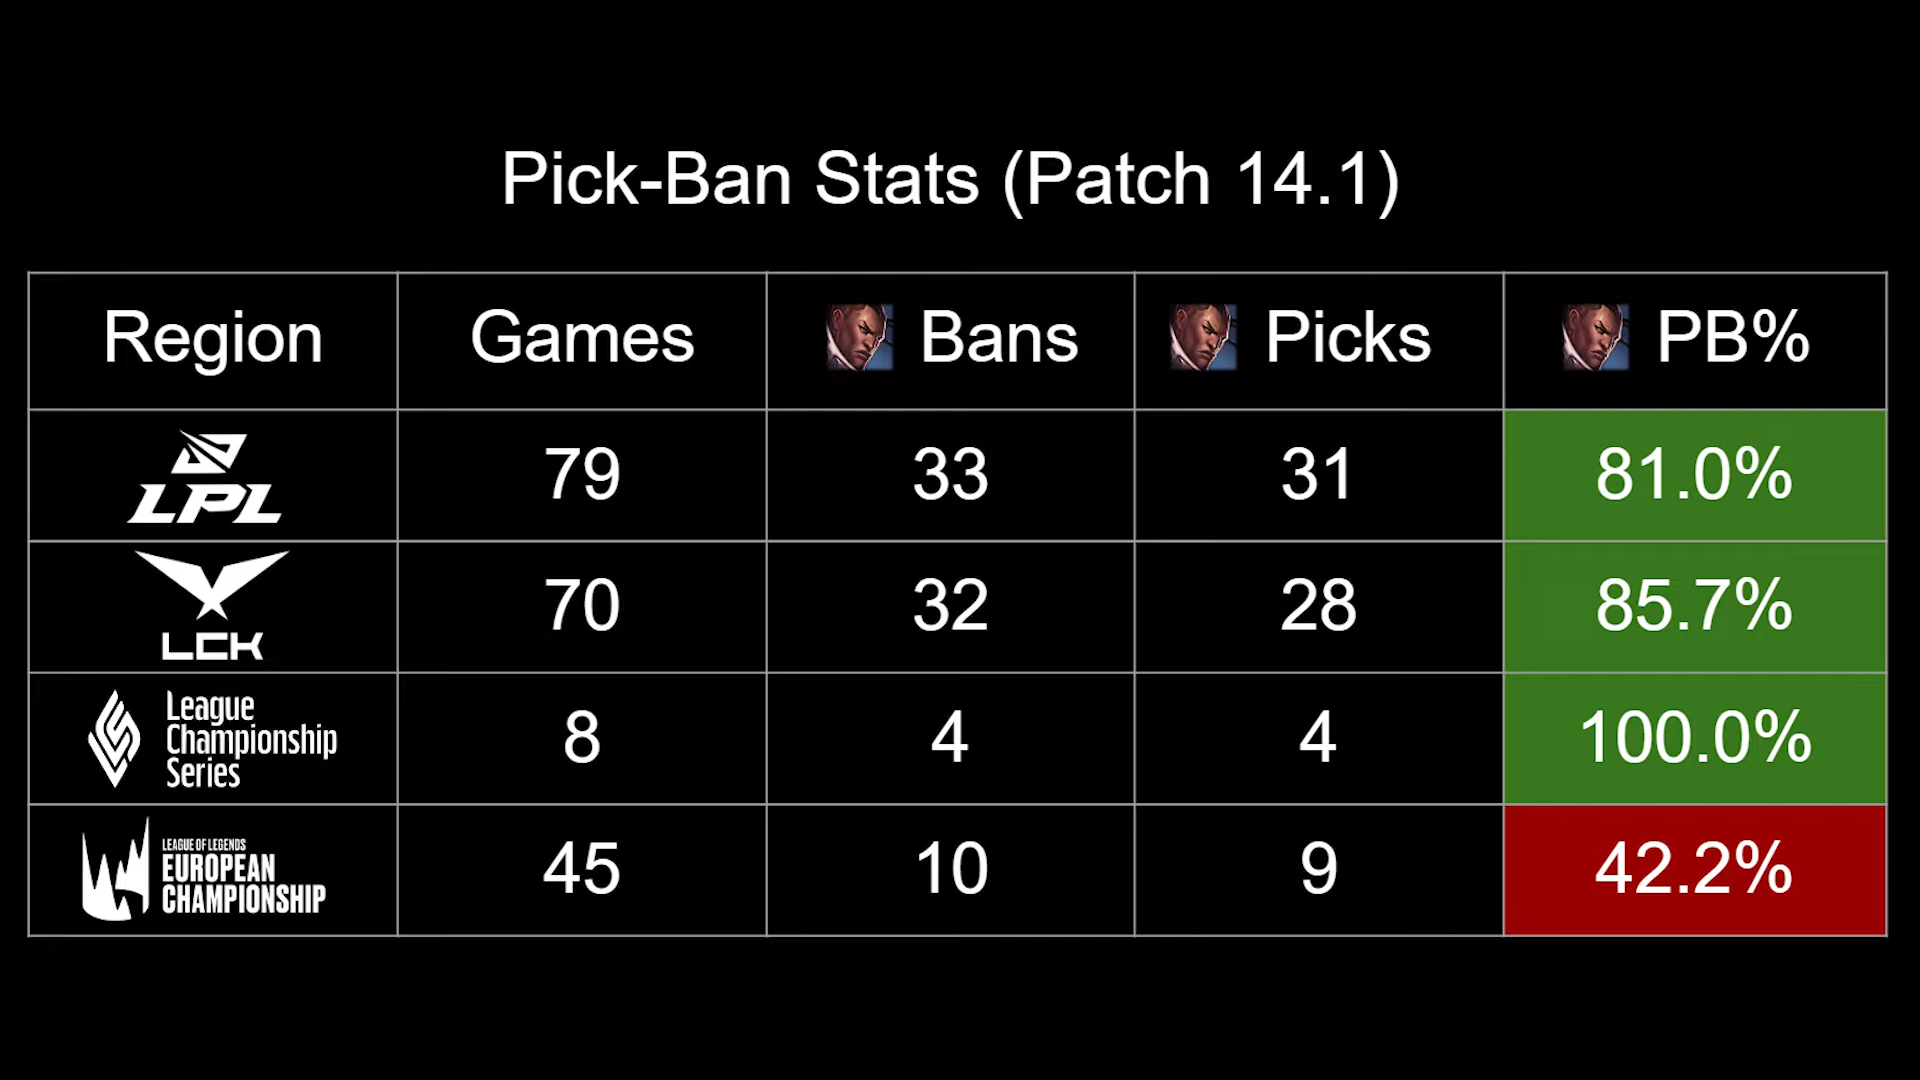 Pick-Ban Stats (Patch 14.1)
Region Games Bans Picks PB%
LPL 79 33 31 81.0%
LCK 70 32 28 85.7%
League
Championship
Series
8 4 4 100.0%
LEAGUE OF LEGENDS
EUROPEAN
CHAMPIONSHIP
45 10 9 42.2%